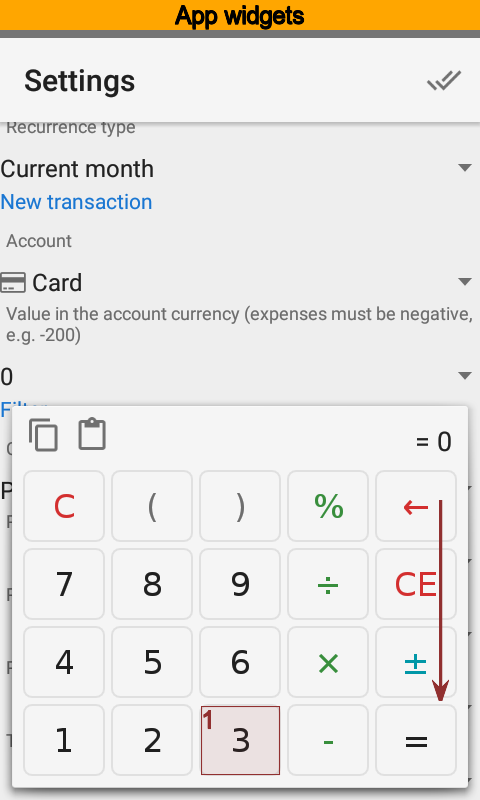 App widgets
Settings
Recurrence type
Current month
New transaction
Account
Card
Value in the account currency (expenses must be negative,
e.g. -200)
0
= 0
C ( ) % ←
7 8 9 ÷ CE
4 5 6 × ±
1
1 2 3 - =